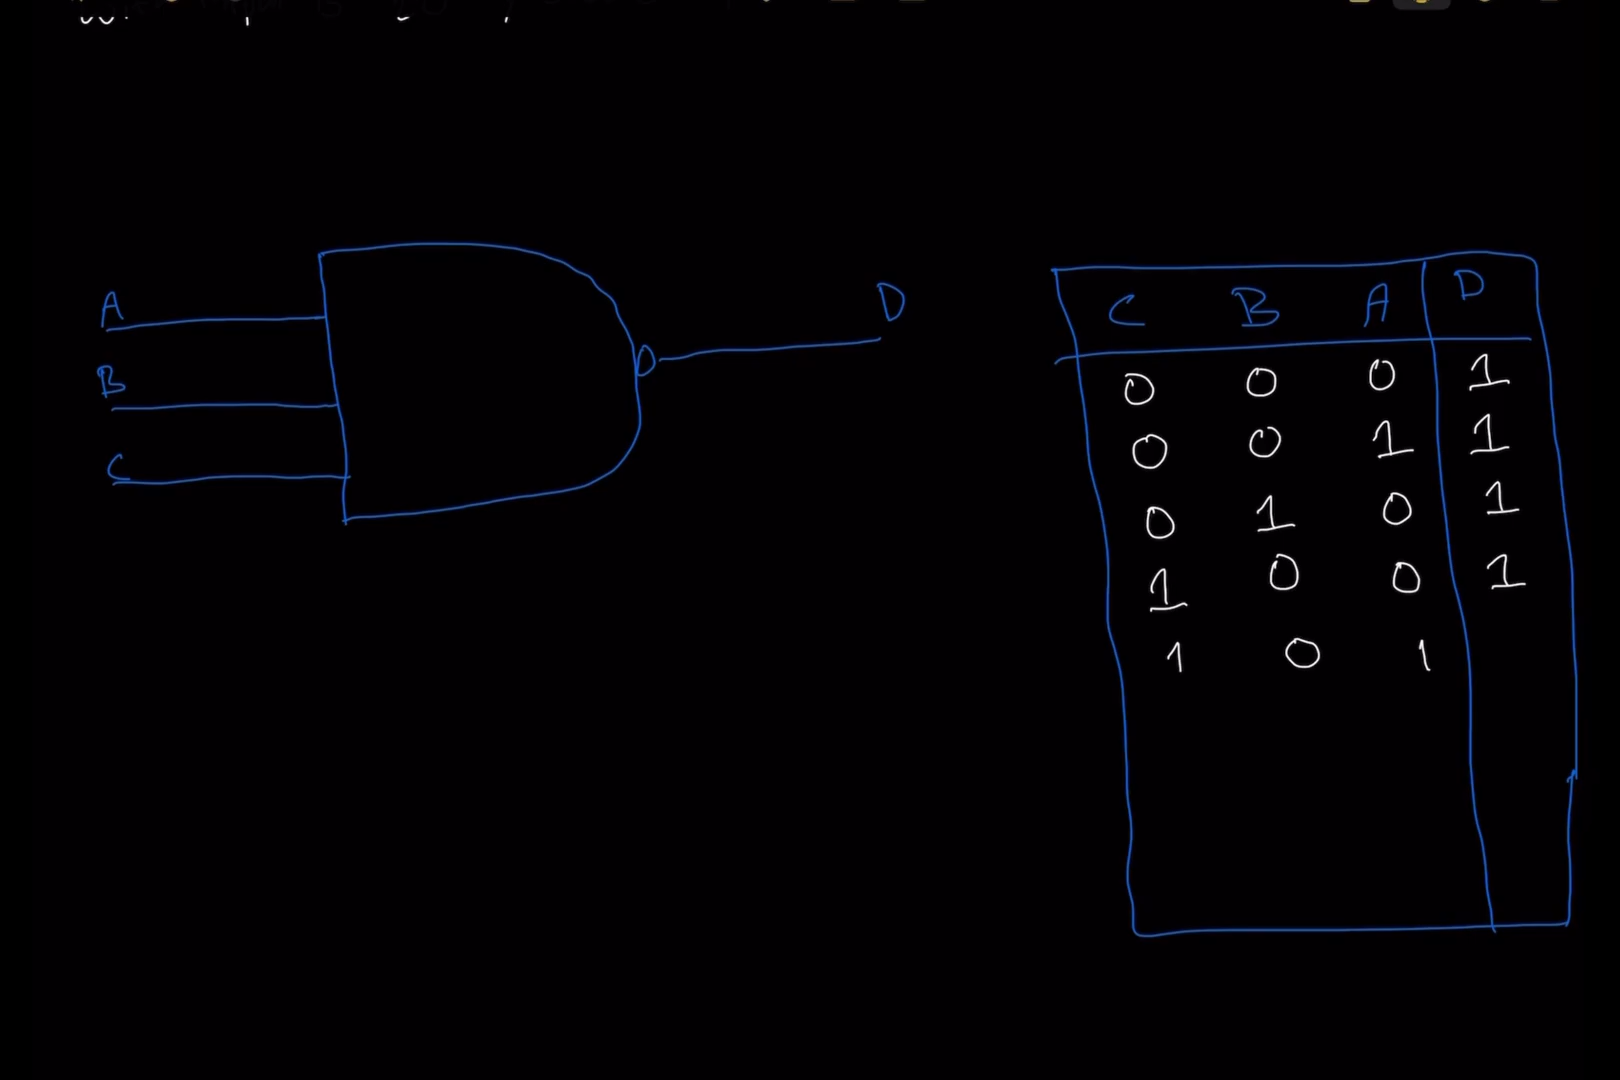 A
B
C
D
C B A D
0 0 0 1
0 0 1 1
0 1 0 1
1 0 0 1
1 0 1